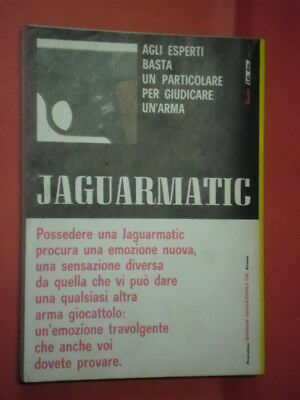 AGLI ESPERTI
BASTA
UN PARTICOLARE
PER GIUDICARE
UN'ARMA
JAGUARMATIC
Possedere una Jaguarmatic
procura una emozione nuova,
una sensazione diversa
da quella che vi può dare
una qualsiasi altra
arma giocattolo:
un'emozione travolgente
che anche voi
dovete provare.